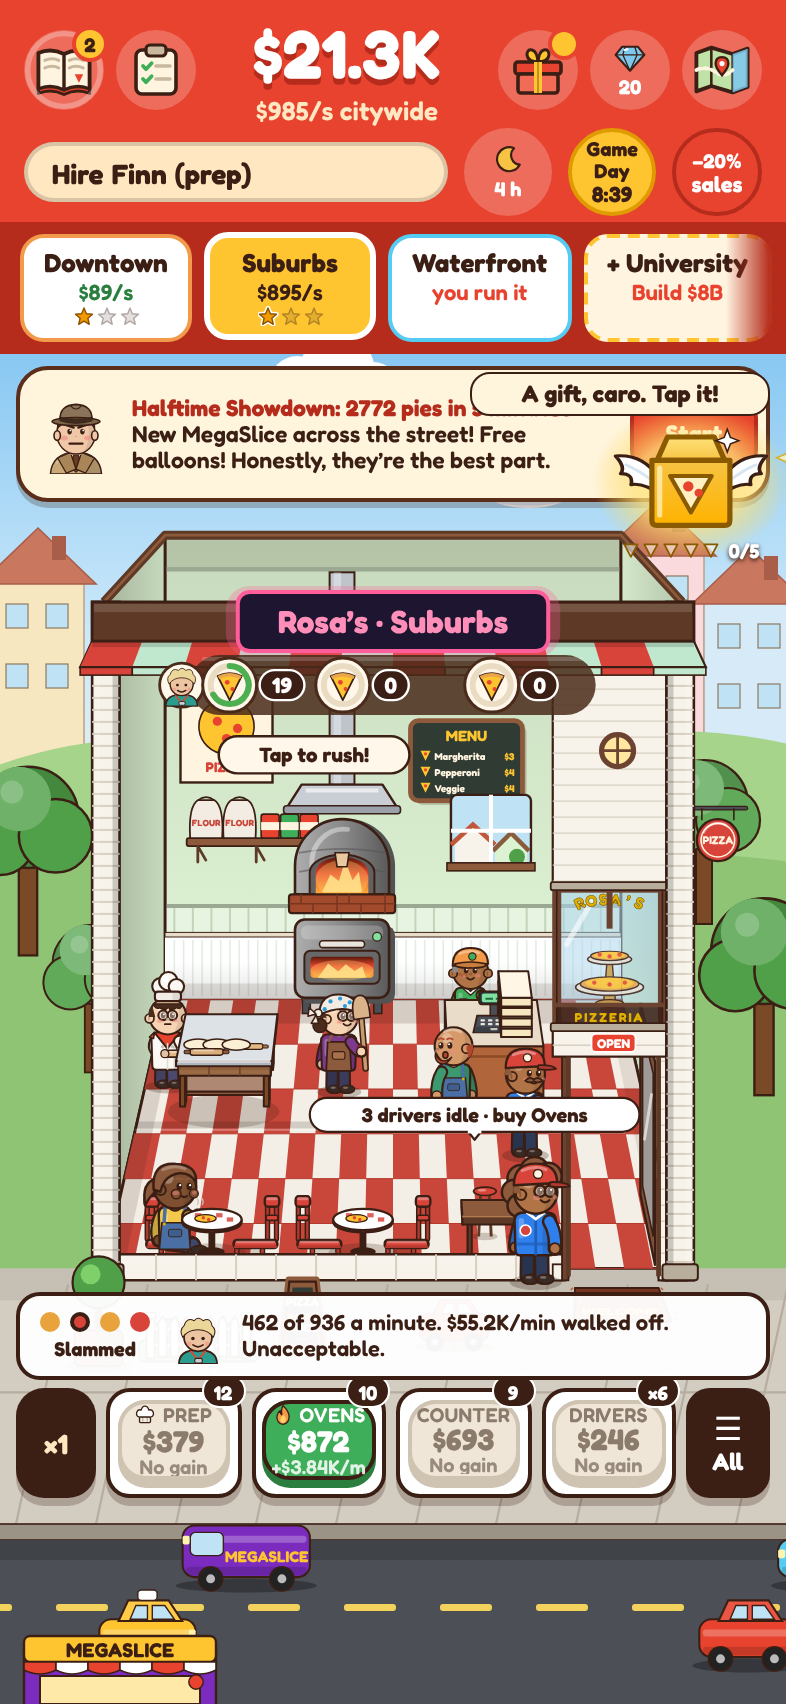 2
$21.3K
$985/s citywide
20
Hire Finn (prep)
4 h
Game
Day
8:39
−20%
sales
Downtown
$89/s
Suburbs
$895/s
Waterfront
you run it
+ University
Build $8B
A gift, caro. Tap it!
Halftime Showdown: 2772 pies in
Start
New MegaSlice across the street! Free
balloons! Honestly, they're the best part.
0/5
Rosa's · Suburbs
19
0
0
Tap to rush!
MENU
Margherita $3
Pepperoni $4
Veggie $4
FLOUR FLOUR
PIZZA
ROSA'S
PIZZERIA
OPEN
3 drivers idle · buy Ovens
Slammed
462 of 936 a minute. $55.2K/min walked off.
Unacceptable.
x1
12
PREP
$379
No gain
10
OVENS
$872
+$3.84K/m
9
COUNTER
$693
No gain
x6
DRIVERS
$246
No gain
All
MEGASLICE
MEGASLICE